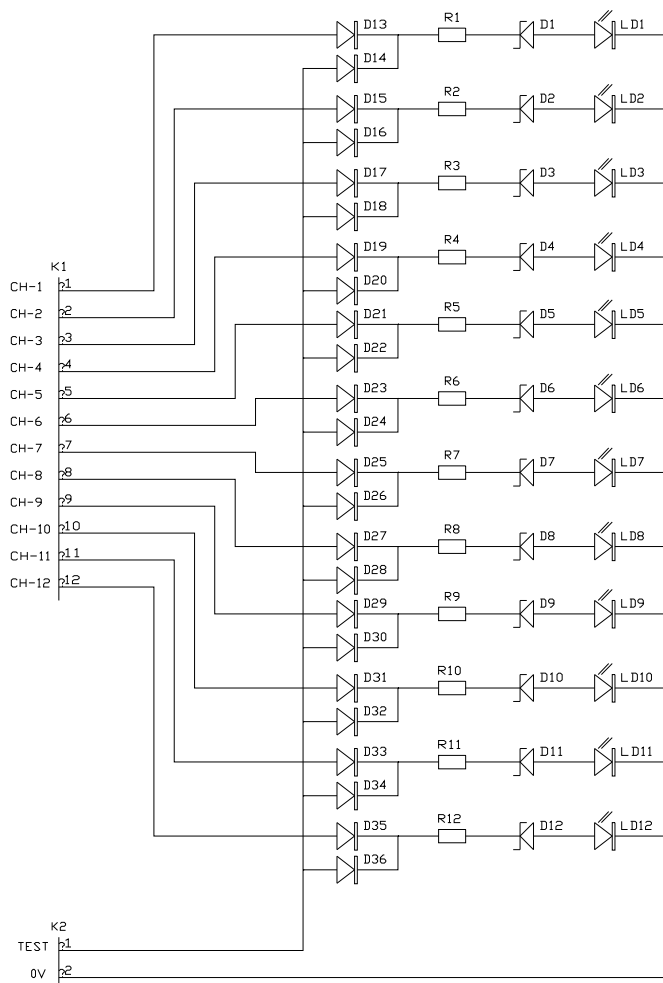 D13 R1 D1 LD1
D14
D15 R2 D2 LD2
D16
D17 R3 D3 LD3
D18
D19 R4 D4 LD4
K1
D20
CH-1 1
D21 R5 D5 LD5
CH-2 2
CH-3 3
D22
CH-4 4
D23 R6 D6 LD6
CH-5 5
CH-6 6
D24
CH-7 7
D25 R7 D7 LD7
CH-8 8
D26
CH-9 9
CH-10 10
D27 R8 D8 LD8
CH-11 11
D28
CH-12 12
D29 R9 D9 LD9
D30
D31 R10 D10 LD10
D32
D33 R11 D11 LD11
D34
D35 R12 D12 LD12
D36
K2
TEST 1
0V 2